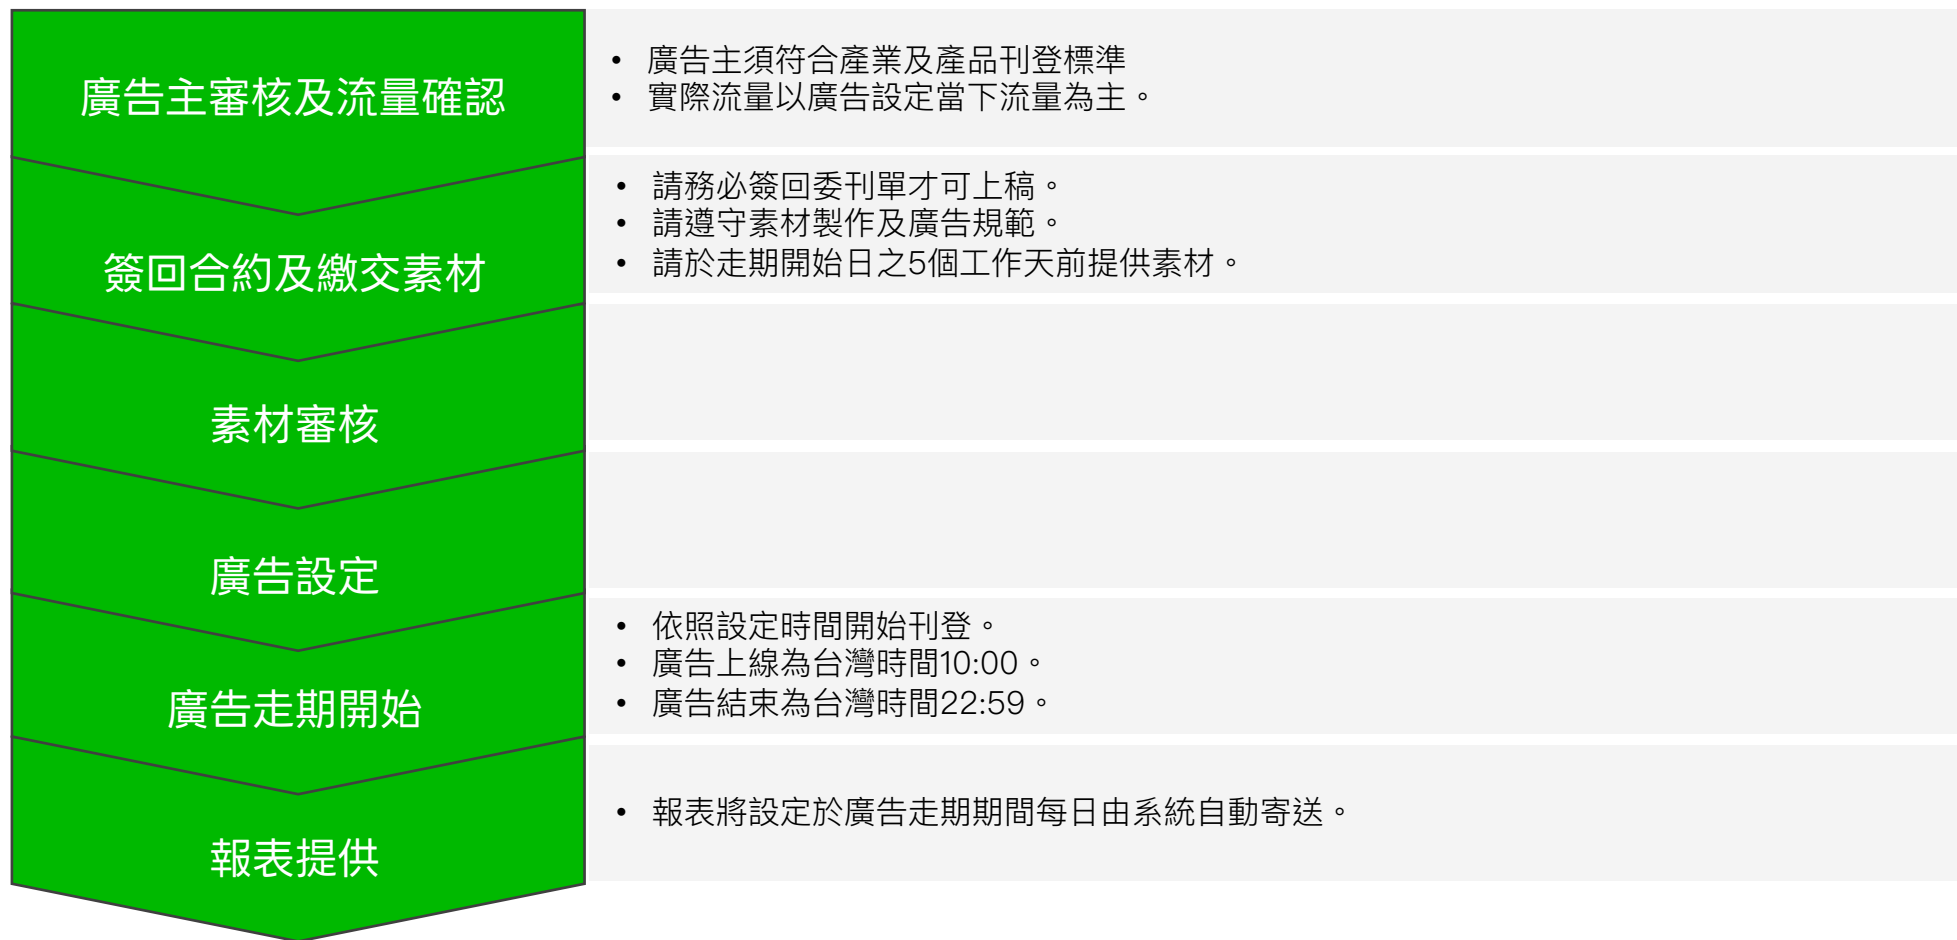 廣告主審核及流量確認
• 廣告主須符合產業及產品刊登標準
• 實際流量以廣告設定當下流量為主。
簽回合約及繳交素材
• 請務必簽回委刊單才可上稿。
• 請遵守素材製作及廣告規範。
• 請於走期開始日之5個工作天前提供素材。
素材審核
廣告設定
廣告走期開始
• 依照設定時間開始刊登。
• 廣告上線為台灣時間10:00。
• 廣告結束為台灣時間22:59。
報表提供
• 報表將設定於廣告走期期間每日由系統自動寄送。